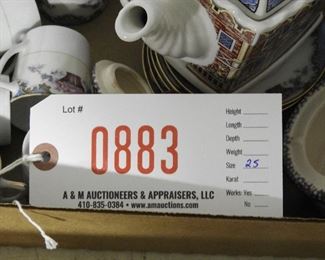 Lot #
0883
A & M AUCTIONEERS & APPRAISERS, LLC
410-835-0384 • www.amauctions.com
Height
Length
Depth
Weight
Size 25
Karat
Works: Yes
No